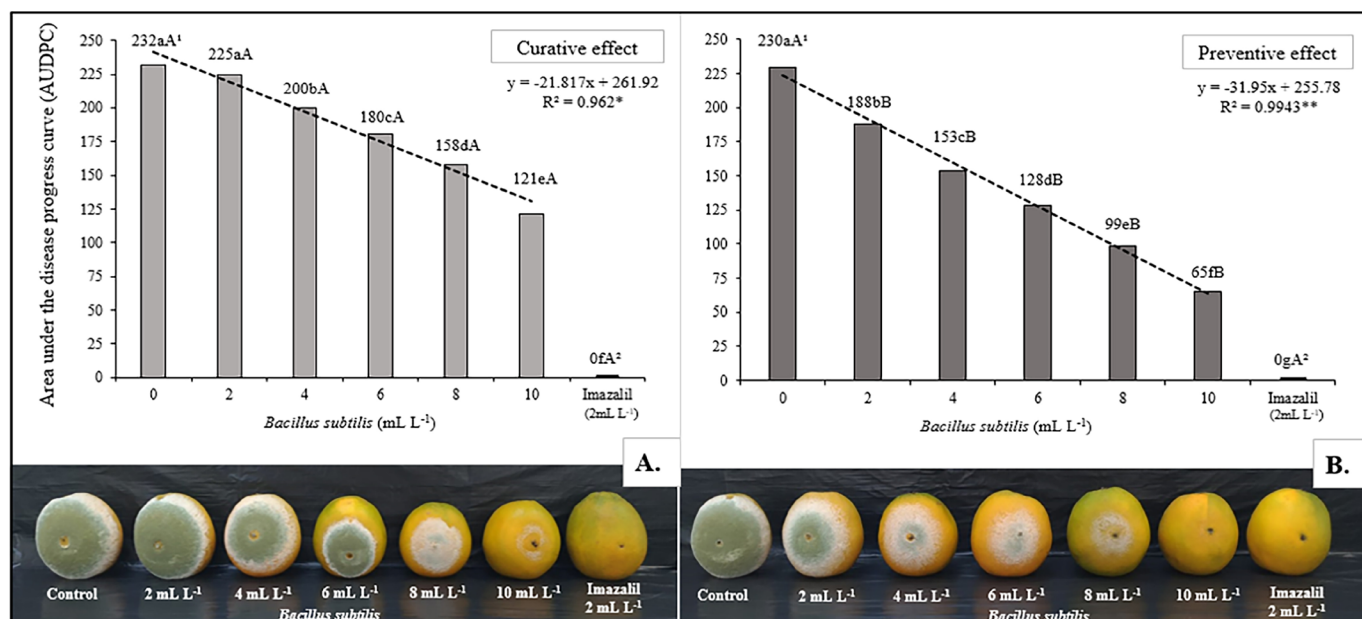 Area under the disease progress curve (AUDPC)
250
225
200
175
150
125
100
75
50
25
0
232aA¹
225aA
200bA
180cA
158dA
121eA
0fA²
Curative effect
y = -21.817x + 261.92
R² = 0.962*
0 2 4 6 8 10 Imazalil
(2mL L⁻¹)
Bacillus subtilis (mL L⁻¹)
A.
Control 2 mL L⁻¹ 4 mL L⁻¹ 6 mL L⁻¹ 8 mL L⁻¹ 10 mL L⁻¹ Imazalil
2 mL L⁻¹
Bacillus subtilis
250
225
200
175
150
125
100
75
50
25
0
230aA¹
188bB
153cB
128dB
99eB
65fB
0gA²
Preventive effect
y = -31.95x + 255.78
R² = 0.9943**
0 2 4 6 8 10 Imazalil
(2mL L⁻¹)
Bacillus subtilis (mL L⁻¹)
B.
Control 2 mL L⁻¹ 4 mL L⁻¹ 6 mL L⁻¹ 8 mL L⁻¹ 10 mL L⁻¹ Imazalil
2 mL L⁻¹
Bacillus subtilis